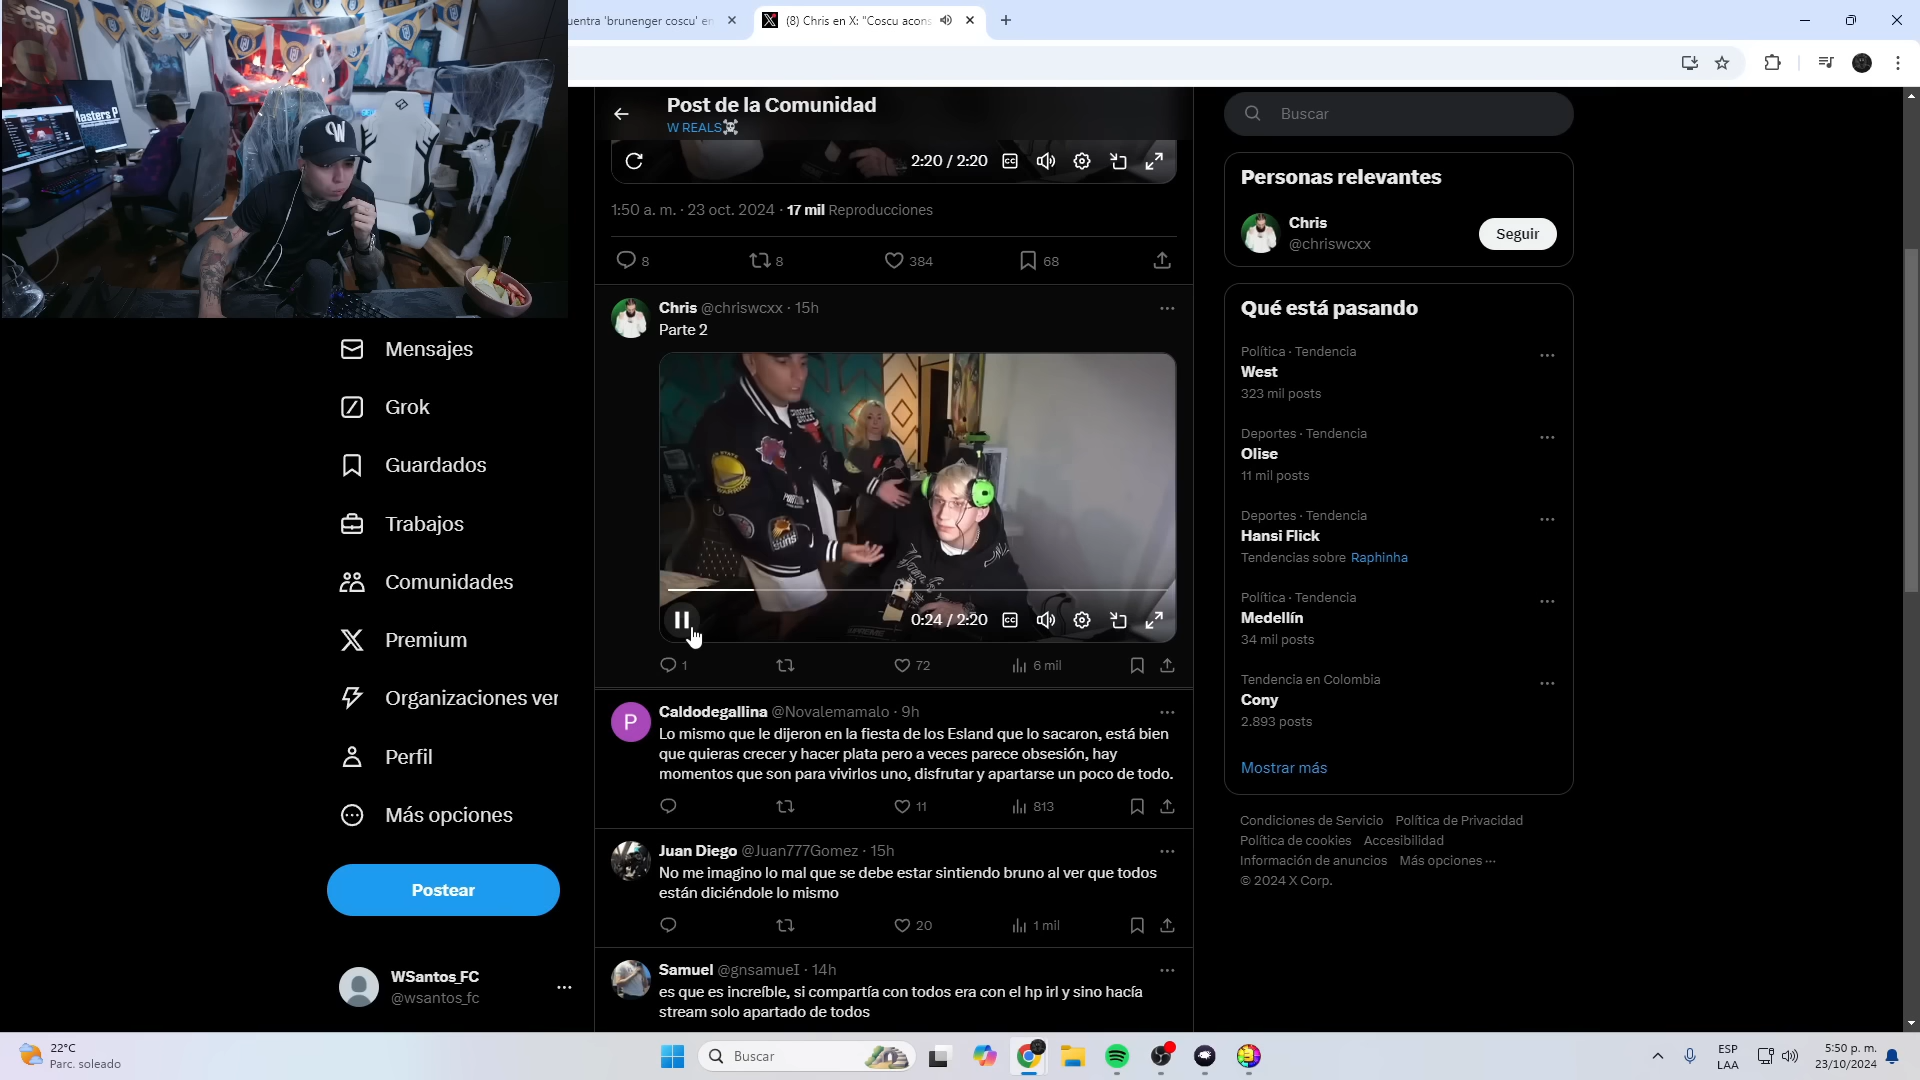 uentra 'brunenger coscu' en
(8) Chris en X: "Coscu acons
Post de la Comunidad
W REALS☠️
2:20 / 2:20
1:50 a. m. · 23 oct. 2024 · 17 mil Reproducciones
8
8
384
68
Chris @chriswcxx · 15h
Parte 2
0:24 / 2:20
1
72
6 mil
Caldodegallina @Novalemamalo · 9h
Lo mismo que le dijeron en la fiesta de los Esland que lo sacaron, está bien
que quieras crecer y hacer plata pero a veces parece obsesión, hay
momentos que son para vivirlos uno, disfrutar y apartarse un poco de todo.
11
813
Juan Diego @Juan777Gomez · 15h
No me imagino lo mal que se debe estar sintiendo bruno al ver que todos
están diciéndole lo mismo
20
1 mil
Samuel @gnsamueI · 14h
es que es increíble, si compartía con todos era con el hp irl y sino hacía
stream solo apartado de todos
Mensajes
Grok
Guardados
Trabajos
Comunidades
Premium
Organizaciones ver
Perfil
Más opciones
Postear
WSantos_FC
@wsantos_fc
Buscar
Personas relevantes
Chris
@chriswcxx
Seguir
Qué está pasando
Política · Tendencia
West
323 mil posts
Deportes · Tendencia
Olise
11 mil posts
Deportes · Tendencia
Hansi Flick
Tendencias sobre Raphinha
Política · Tendencia
Medellín
34 mil posts
Tendencia en Colombia
Cony
2.893 posts
Mostrar más
Condiciones de Servicio Política de Privacidad
Política de cookies Accesibilidad
Información de anuncios Más opciones ···
© 2024 X Corp.
22°C
Parc. soleado
Buscar
ESP
LAA
5:50 p. m.
23/10/2024